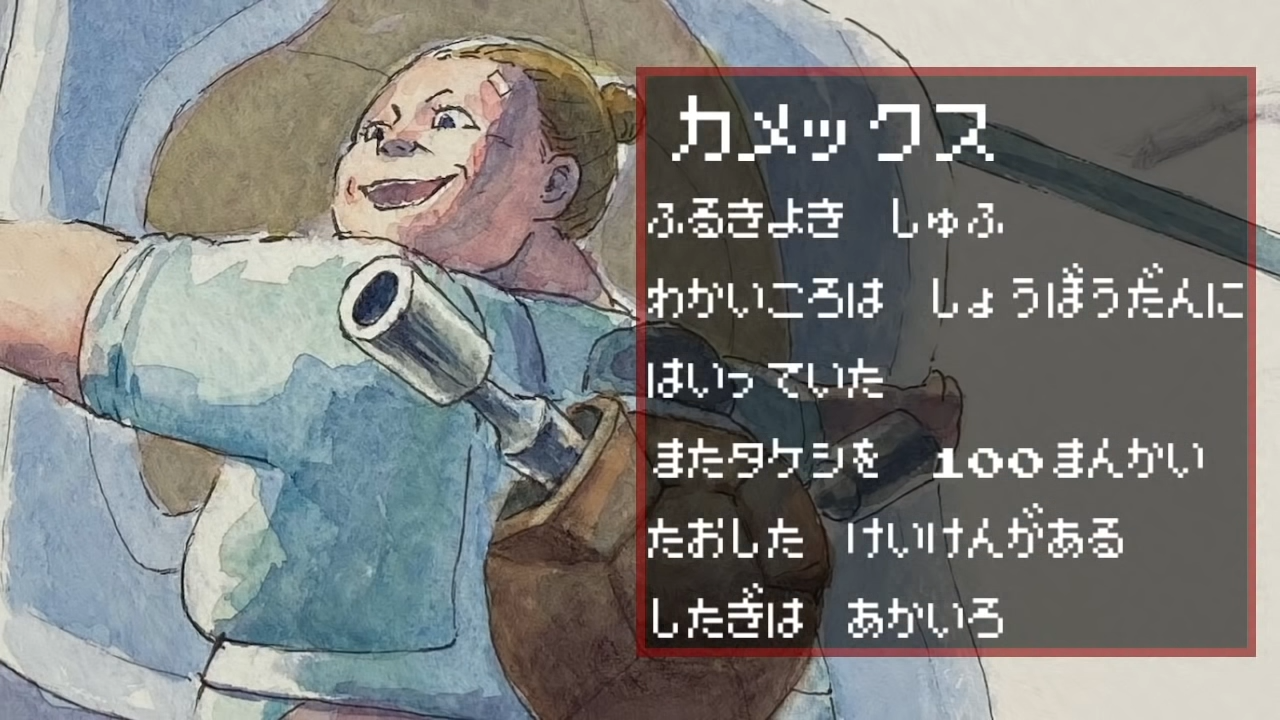 カメックス
ふるきよき　しゅふ
わかいころは　しょうぼうだんに
はいっていた
またタケシを　100まんかい
たおした　けいけんがある
したぎは　あかいろ